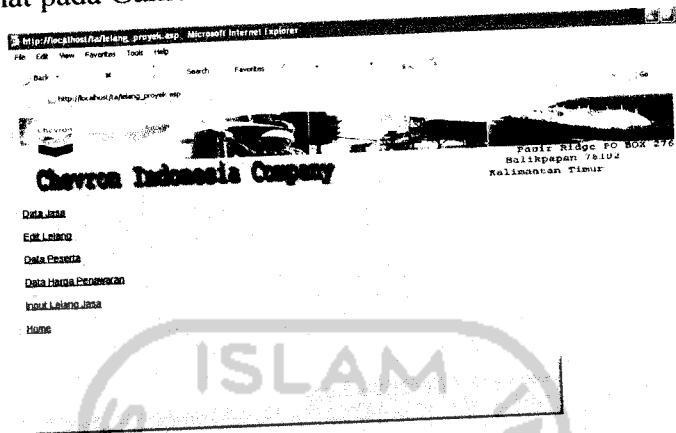 pada
http://localhost/ta/lelang_proyek.asp Microsoft Internet Explorer
File Edit View Favorites Tools Help
Back Search Favorites
http://localhost/ta/lelang_proyek.asp Go
Chevron
Pasir Ridge PO BOX 276
Balikpapan 76102
Kalimantan Timur
Chevron Indonesia Company
Data Jasa
Edit Lelang
Data Peserta
Data Harga Penawaran
Input Lelang Jasa
Home
ISLAM